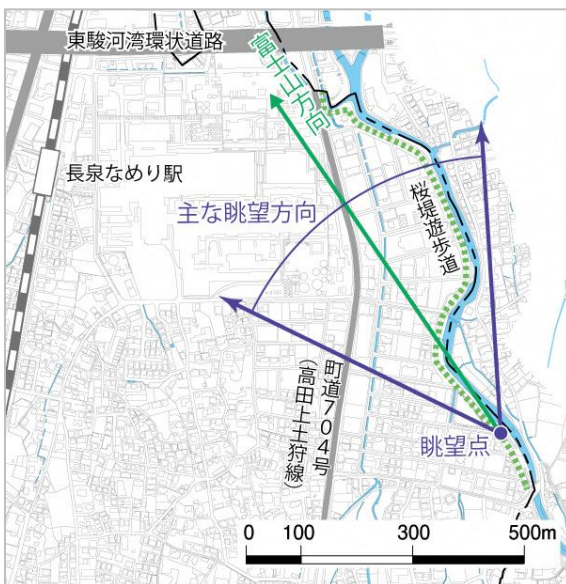 東駿河湾環状道路
富士山方向
長泉なめり駅
主な眺望方向
桜堤遊歩道
町道704号
(高田上土狩線)
眺望点
0 100 300 500m